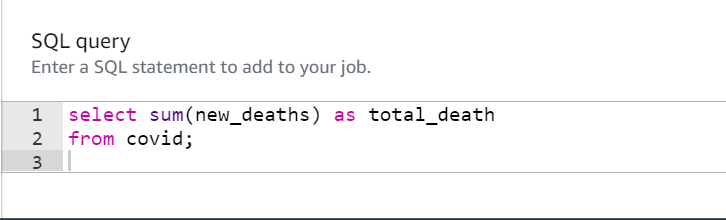 SQL query
Enter a SQL statement to add to your job.
1 select sum(new_deaths) as total_death
2 from covid;
3